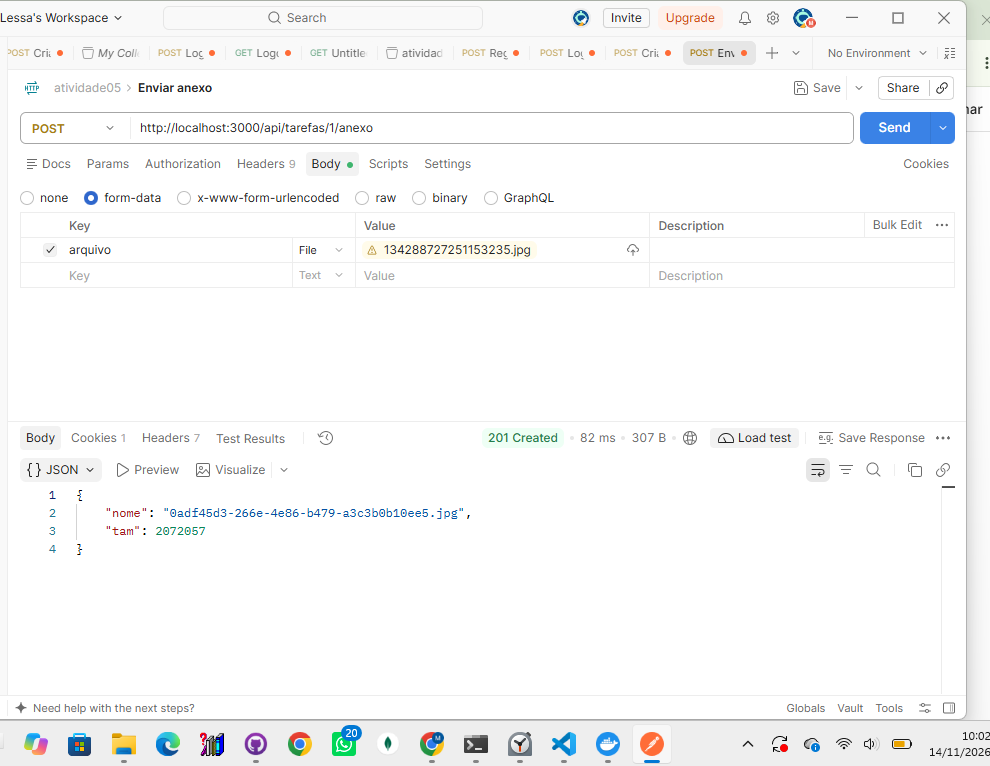 Lessa's Workspace Search Invite Upgrade
POST Cri My Coll POST Log GET Logo GET Untitle atividad POST Reg POST Log POST Cri POST Env No Environment
HTTP atividade05 > Enviar anexo Save Share
POST http://localhost:3000/api/tarefas/1/anexo Send
Docs Params Authorization Headers 9 Body Scripts Settings Cookies
none form-data x-www-form-urlencoded raw binary GraphQL
Key Value Description Bulk Edit
arquivo File 134288727251153235.jpg
Key Text Value Description
Body Cookies 1 Headers 7 Test Results 201 Created 82 ms 307 B Load test e.g. Save Response
{} JSON Preview Visualize
1 {
2 "nome": "0adf45d3-266e-4e86-b479-a3c3b0b10ee5.jpg",
3 "tam": 2072057
4 }
Need help with the next steps? Globals Vault Tools
20
10:02
14/11/2026